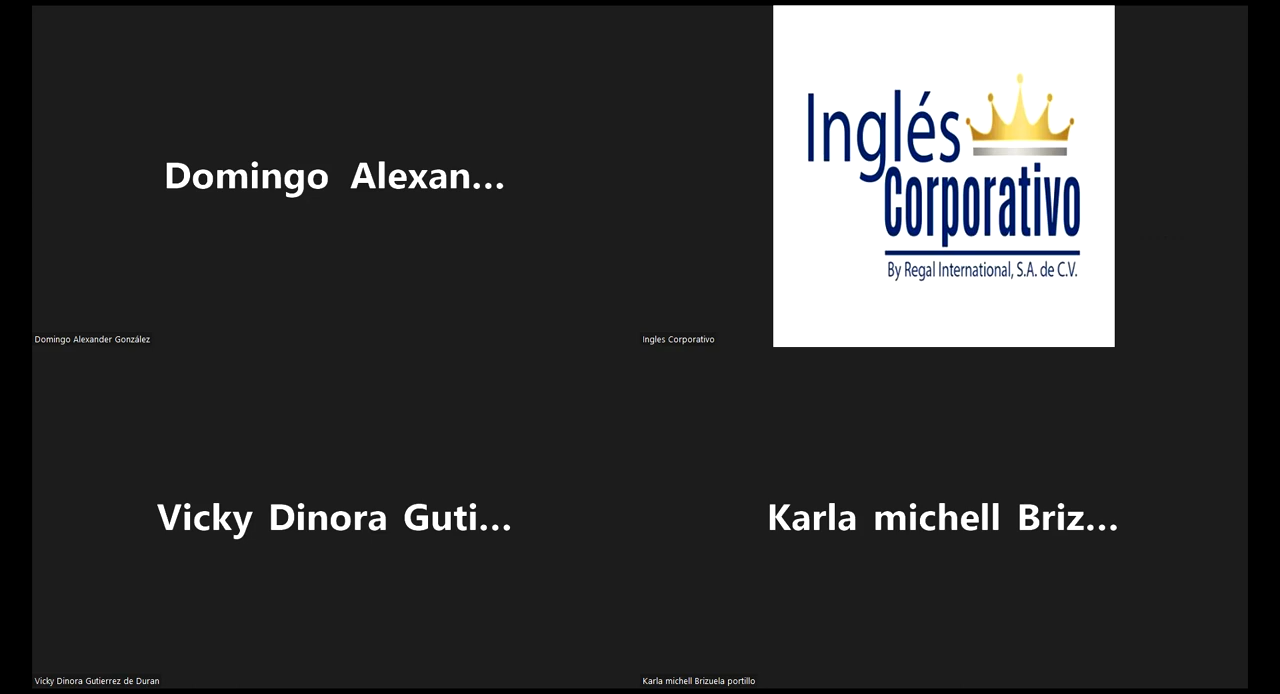 Domingo Alexan...
Domingo Alexander González
Inglés
Corporativo
By Regal International, S.A. de C.V.
Ingles Corporativo
Vicky Dinora Guti...
Vicky Dinora Gutierrez de Duran
Karla michell Briz...
Karla michell Brizuela portillo